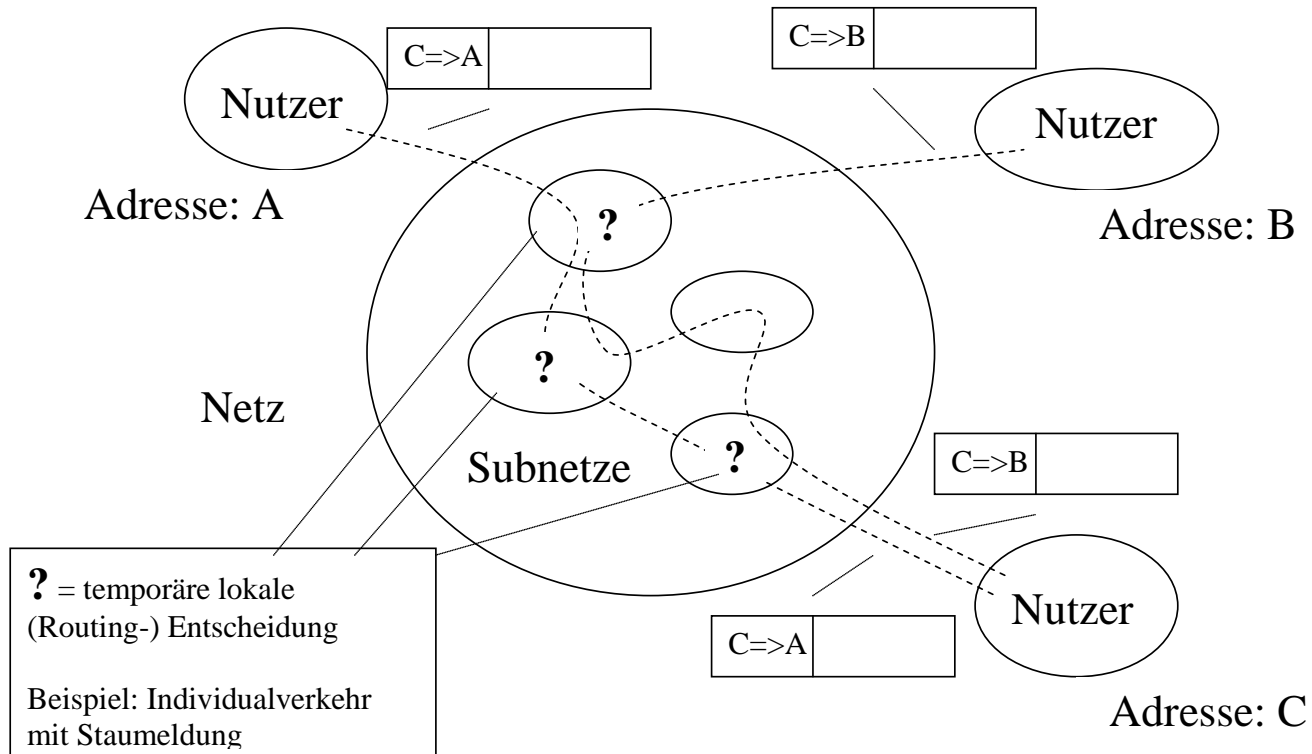 C=>A
C=>B
Nutzer
Nutzer
Adresse: A
?
Adresse: B
?
Netz
Subnetze
?
C=>B
? = temporäre lokale
(Routing-) Entscheidung
Nutzer
C=>A
Beispiel: Individualverkehr
mit Staumeldung
Adresse: C